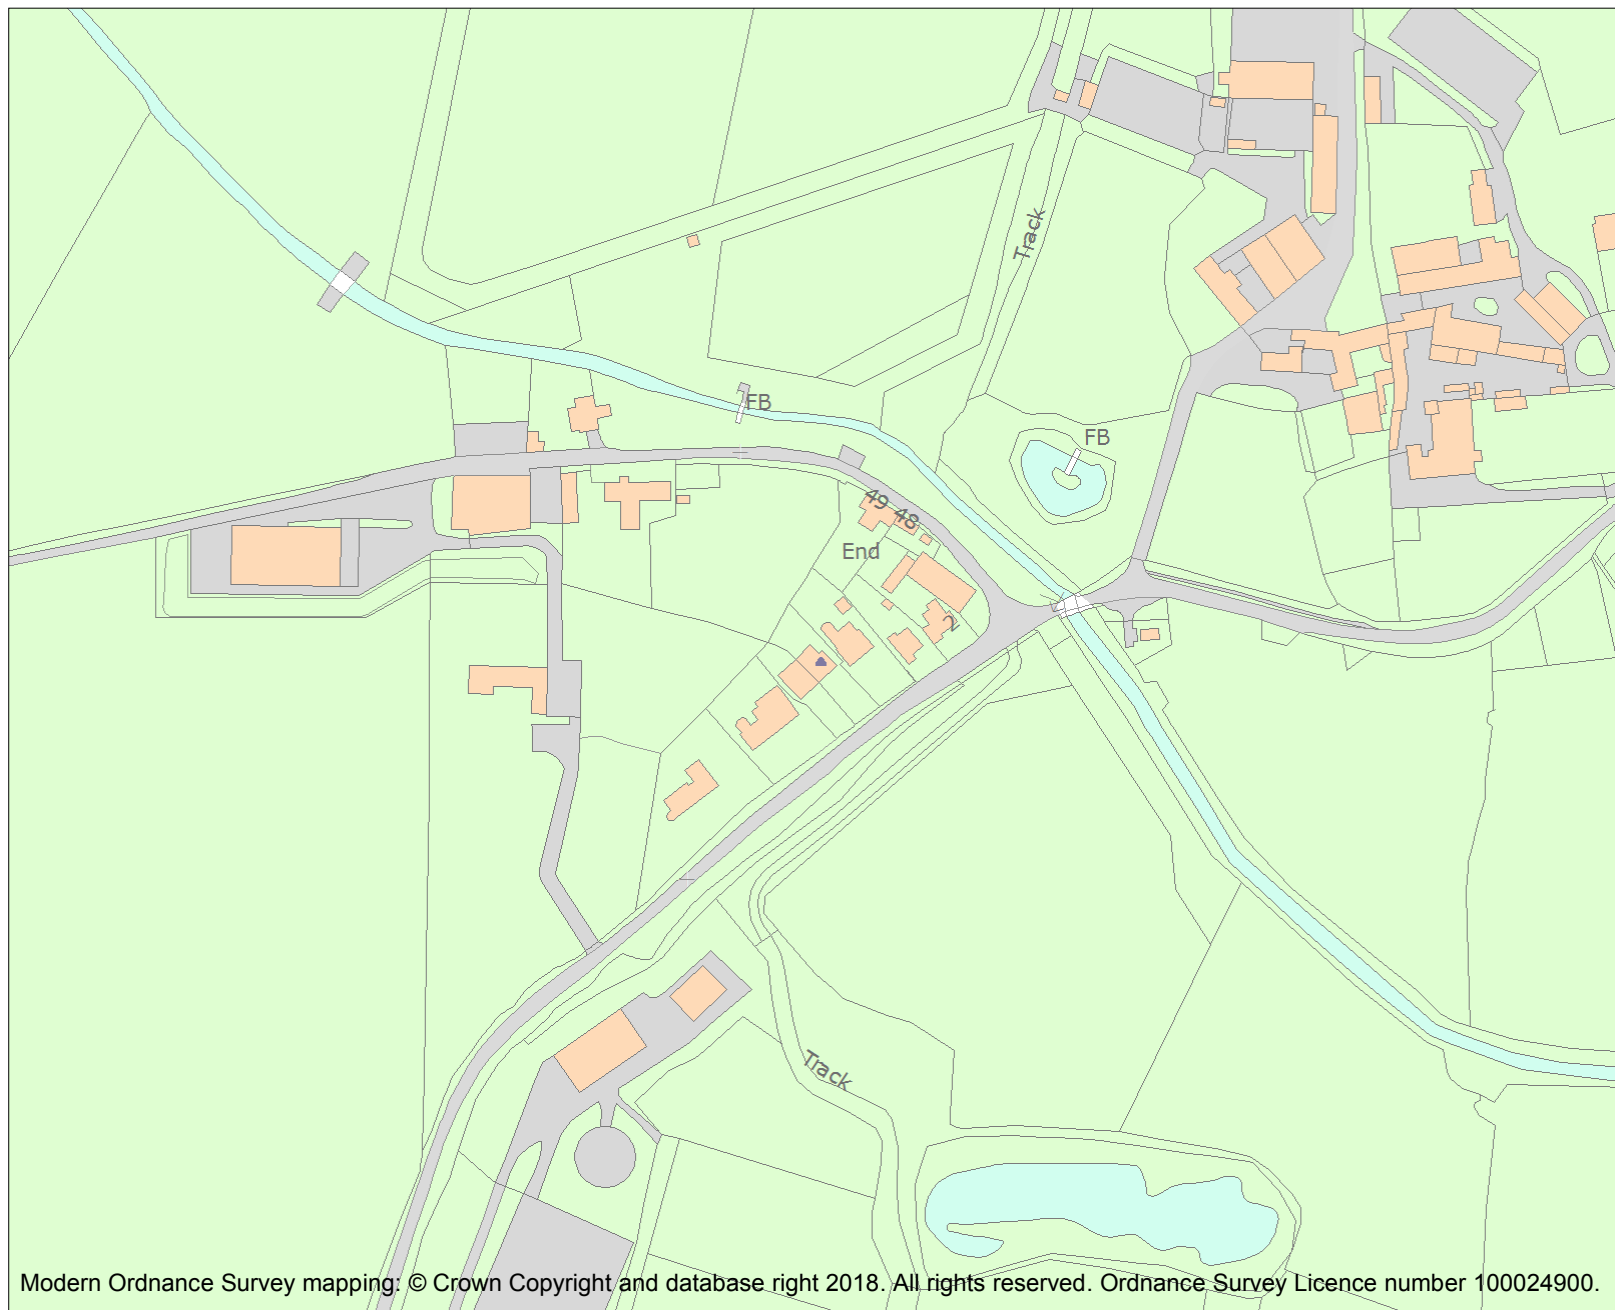 Track
FB
FB
49
48
End
2
Track
Modern Ordnance Survey mapping: © Crown Copyright and database right 2018. All rights reserved. Ordnance Survey Licence number 100024900.